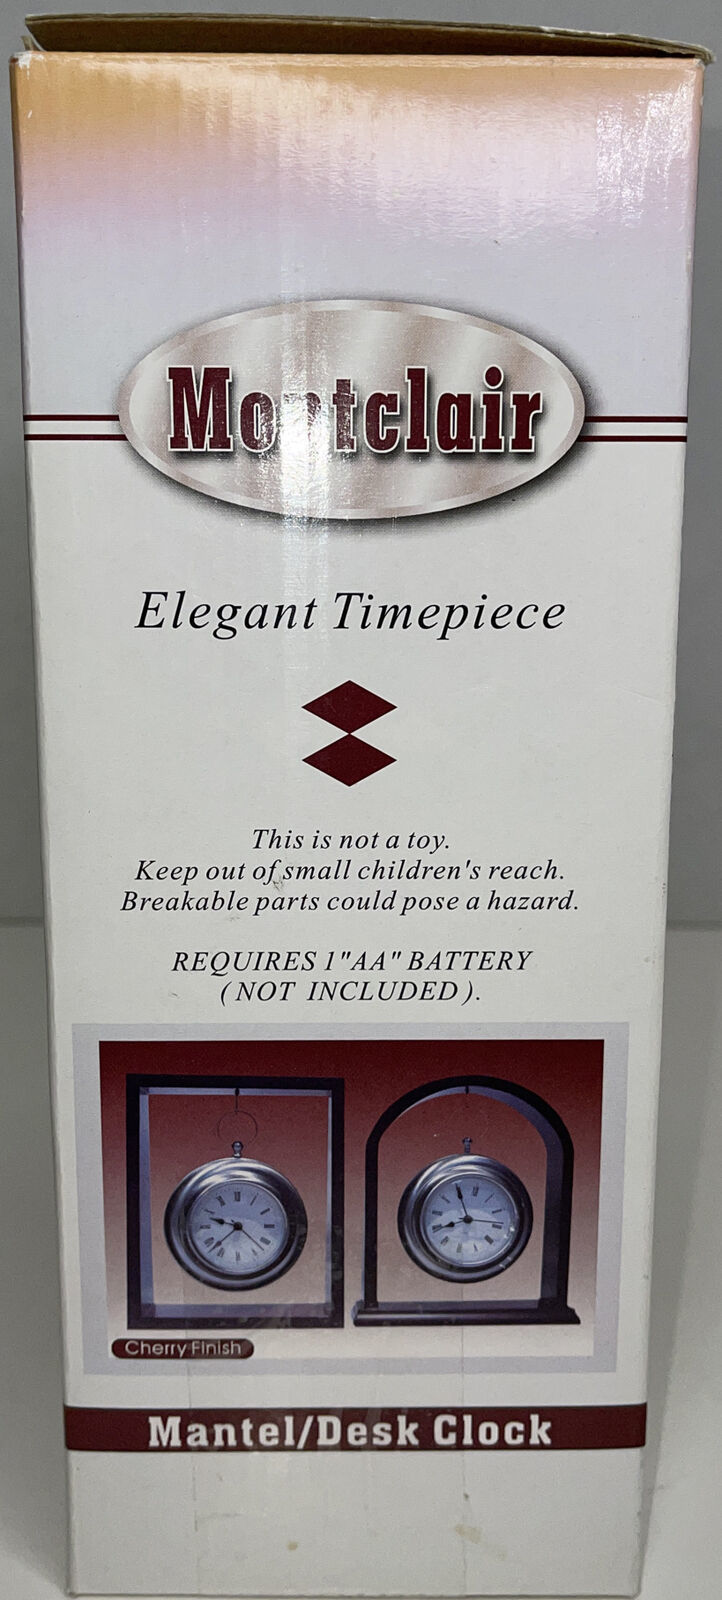 Montclair
Elegant Timepiece
This is not a toy.
Keep out of small children's reach.
Breakable parts could pose a hazard.
REQUIRES 1"AA" BATTERY
(NOT INCLUDED).
Cherry Finish
Mantel/Desk Clock